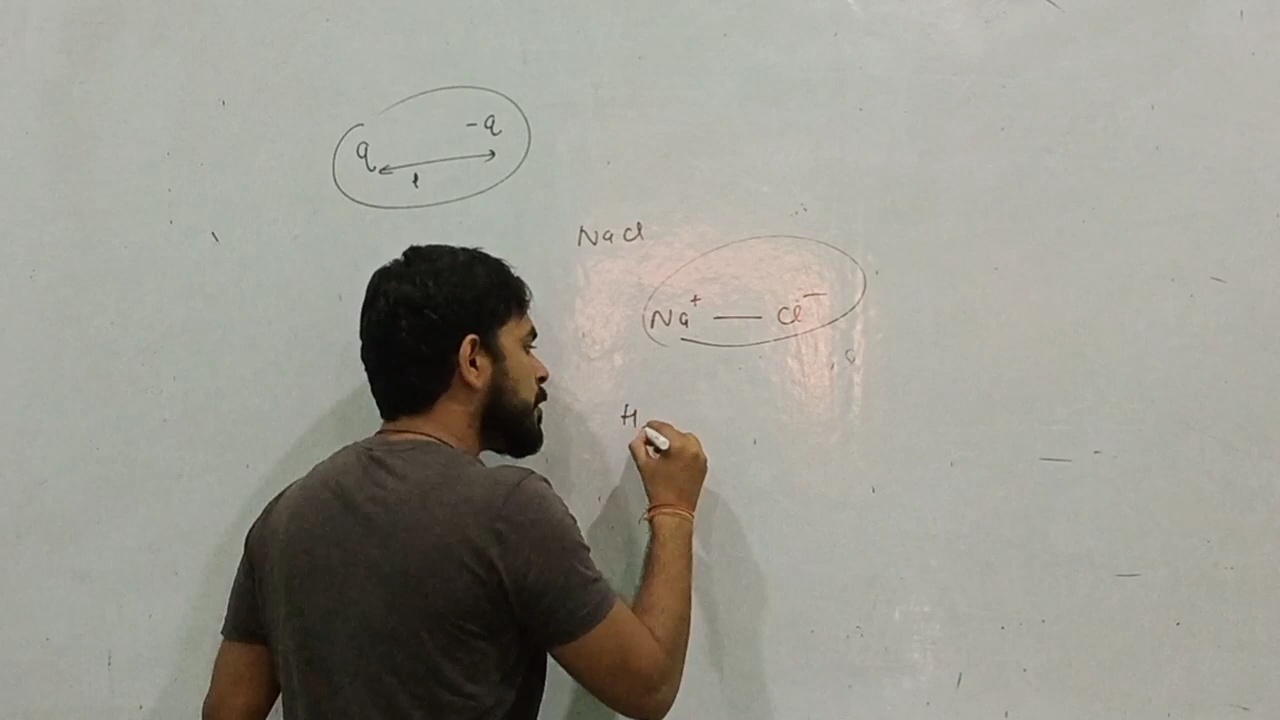 q -q
l
NaCl
Na⁺ — Cl⁻
H